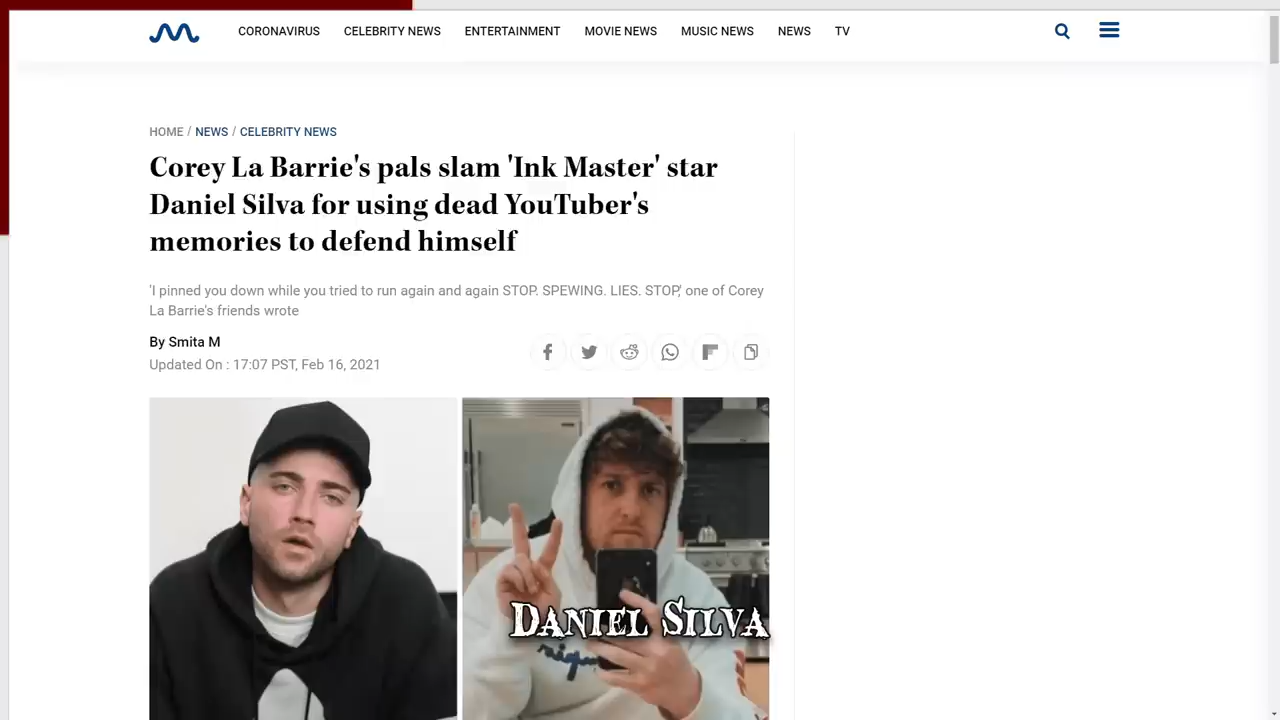 CORONAVIRUS CELEBRITY NEWS ENTERTAINMENT MOVIE NEWS MUSIC NEWS NEWS TV
HOME / NEWS / CELEBRITY NEWS
Corey La Barrie's pals slam 'Ink Master' star
Daniel Silva for using dead YouTuber's
memories to defend himself
'I pinned you down while you tried to run again and again STOP. SPEWING. LIES. STOP,' one of Corey
La Barrie's friends wrote
By Smita M
Updated On : 17:07 PST, Feb 16, 2021
DANIEL SILVA